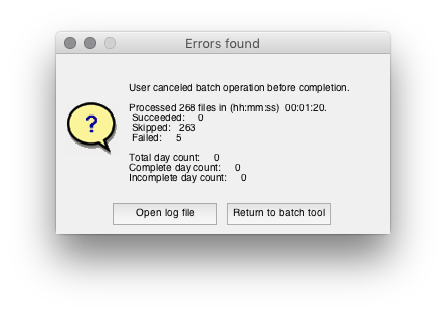 Errors found
User canceled batch operation before completion.
Processed 268 files in (hh:mm:ss) 00:01:20.
Succeeded: 0
Skipped: 263
Failed: 5
Total day count: 0
Complete day count: 0
Incomplete day count: 0
Open log file
Return to batch tool